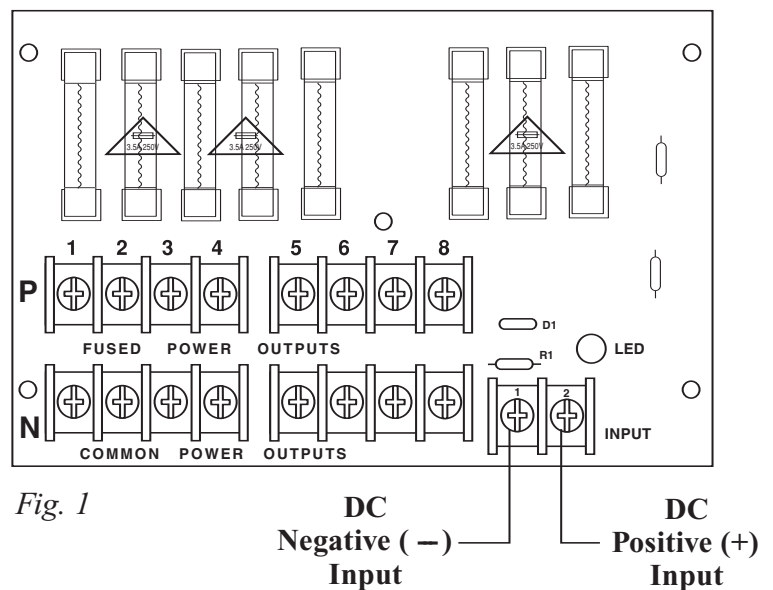 3.5A 250V 3.5A 250V 3.5A 250V
1 2 3 4 5 6 7 8
P
D1
FUSED POWER OUTPUTS
LED
R1
1 2
N
INPUT
COMMON POWER OUTPUTS
Fig. 1
DC
Negative ( – )
Input
DC
Positive (+)
Input